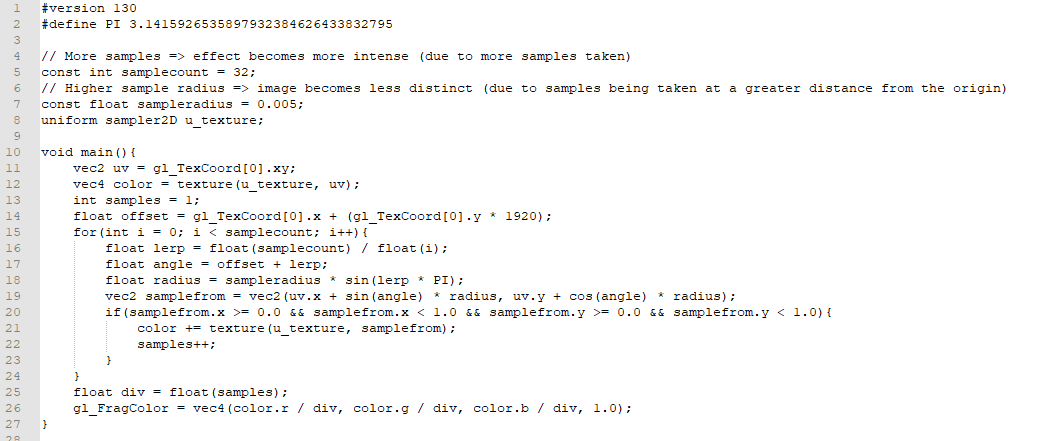 1 #version 130
2 #define PI 3.1415926535897932384626433832795
3
4 // More samples => effect becomes more intense (due to more samples taken)
5 const int samplecount = 32;
6 // Higher sample radius => image becomes less distinct (due to samples being taken at a greater distance from the origin)
7 const float sampleradius = 0.005;
8 uniform sampler2D u_texture;
9
10 void main(){
11     vec2 uv = gl_TexCoord[0].xy;
12     vec4 color = texture(u_texture, uv);
13     int samples = 1;
14     float offset = gl_TexCoord[0].x + (gl_TexCoord[0].y * 1920);
15     for(int i = 0; i < samplecount; i++){
16         float lerp = float(samplecount) / float(i);
17         float angle = offset + lerp;
18         float radius = sampleradius * sin(lerp * PI);
19         vec2 samplefrom = vec2(uv.x + sin(angle) * radius, uv.y + cos(angle) * radius);
20         if(samplefrom.x >= 0.0 && samplefrom.x < 1.0 && samplefrom.y >= 0.0 && samplefrom.y < 1.0){
21             color += texture(u_texture, samplefrom);
22             samples++;
23         }
24     }
25     float div = float(samples);
26     gl_FragColor = vec4(color.r / div, color.g / div, color.b / div, 1.0);
27 }
28